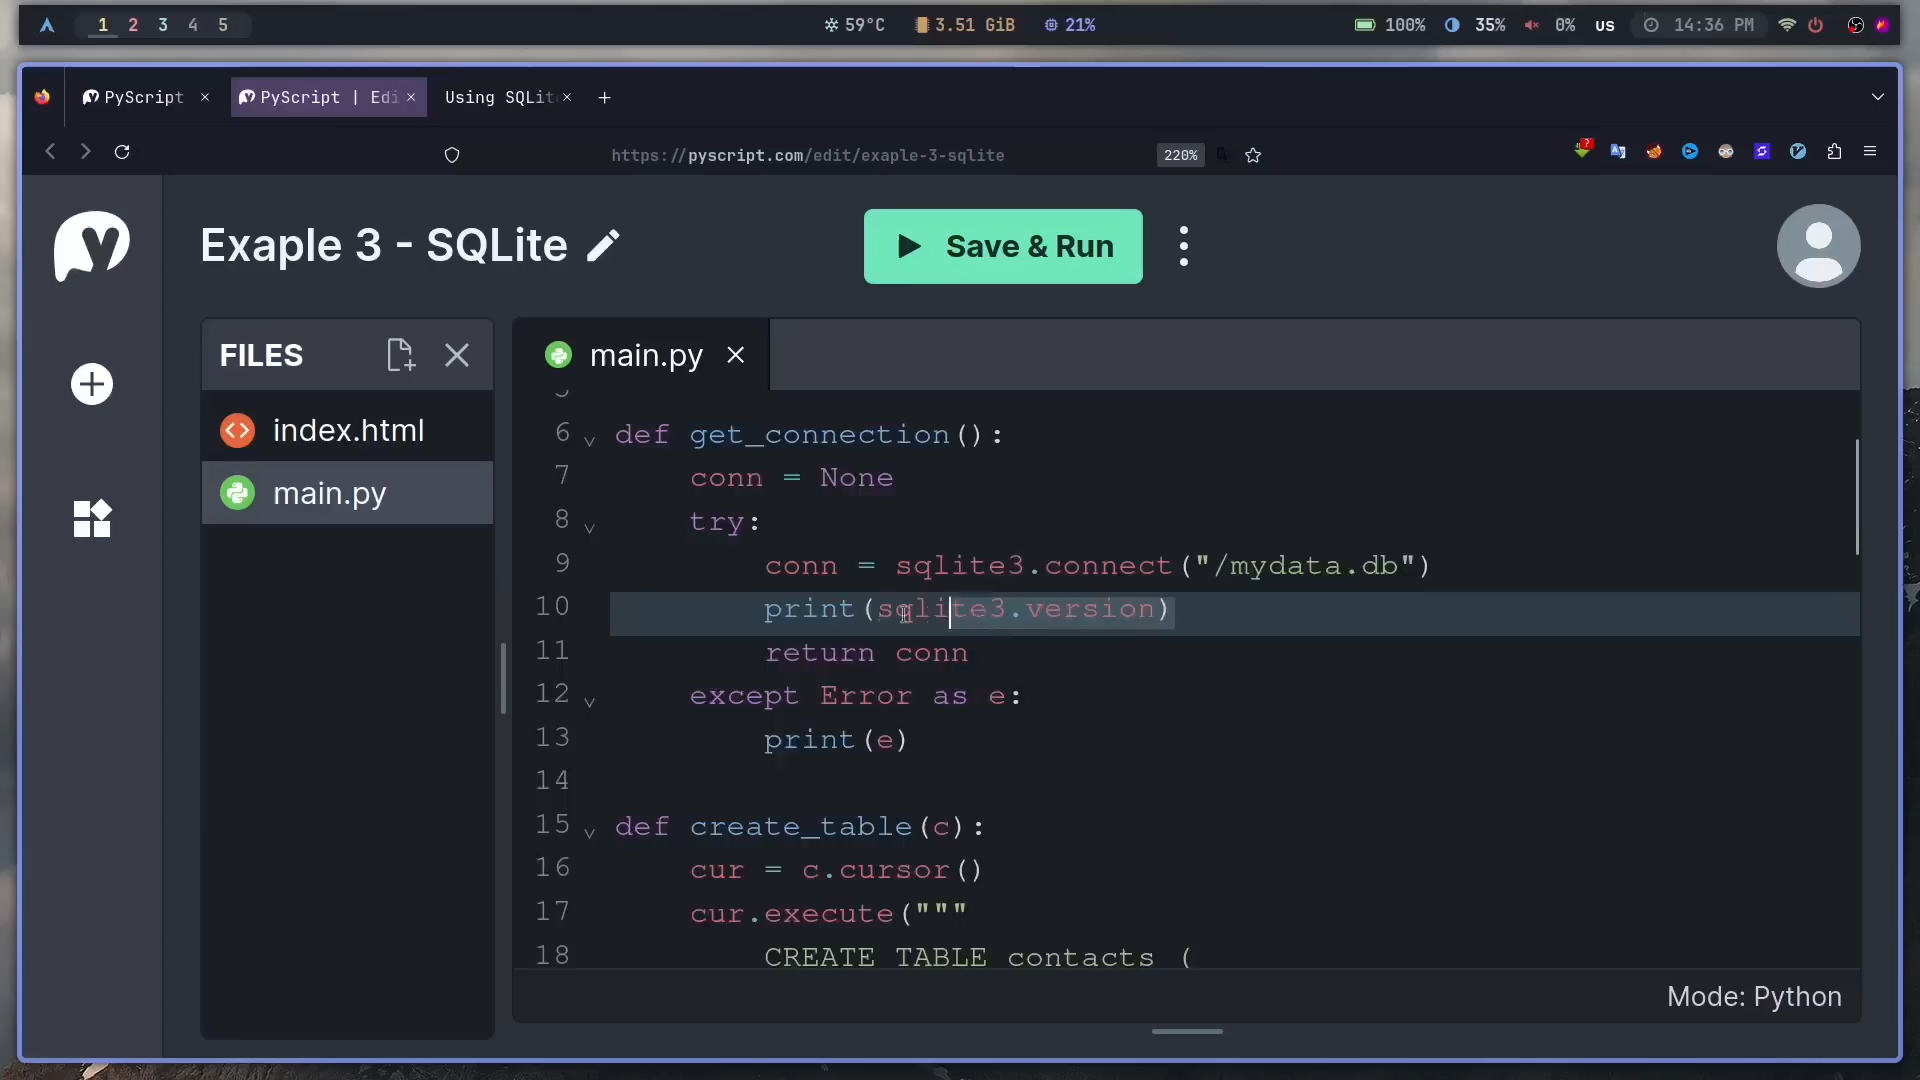 1 2 3 4 5 59°C 3.51 GiB 21% 100% 35% 0% US 14:36 PM
PyScript × PyScript | Edi × Using SQLit × +
https://pyscript.com/edit/exaple-3-sqlite 220%
Exaple 3 - SQLite
Save & Run
FILES
index.html
main.py
main.py
6 def get_connection():
7 conn = None
8 try:
9 conn = sqlite3.connect("/mydata.db")
10 print(sqlite3.version)
11 return conn
12 except Error as e:
13 print(e)
14
15 def create_table(c):
16 cur = c.cursor()
17 cur.execute("""
18 CREATE TABLE contacts (
Mode: Python